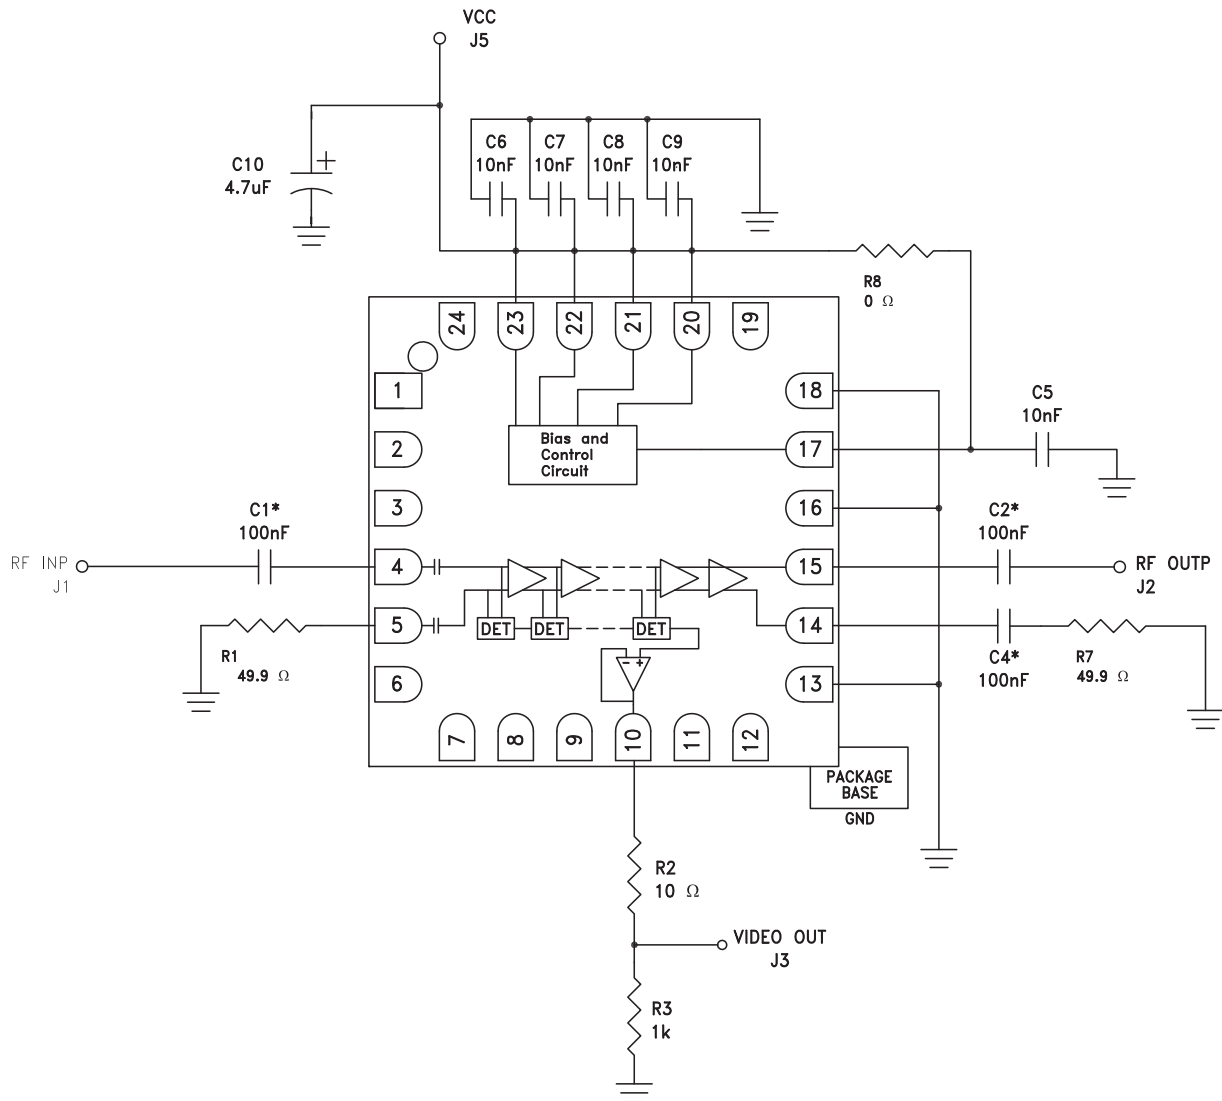 VCC
J5
C10
4.7uF
+
C6
10nF
C7
10nF
C8
10nF
C9
10nF
R8
0 Ω
24
23
22
21
20
19
1
2
3
4
5
6
18
17
16
15
14
13
Bias and
Control
Circuit
C5
10nF
C1*
100nF
RF INP
J1
C2*
100nF
RF OUTP
J2
DET
DET
DET
- +
R1
49.9 Ω
C4*
100nF
R7
49.9 Ω
7
8
9
10
11
12
PACKAGE
BASE
GND
R2
10 Ω
VIDEO OUT
J3
R3
1k